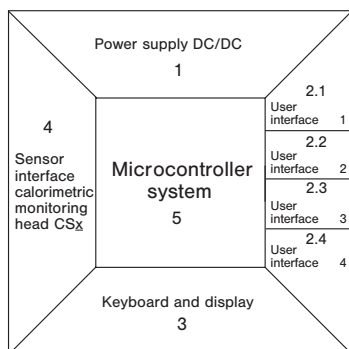 Power supply DC/DC
1
4
Sensor
interface
calorimetric
monitoring
head CSx
Microcontroller
system
5
2.1
User
interface 1
2.2
User
interface 2
2.3
User
interface 3
2.4
User
interface 4
Keyboard and display
3